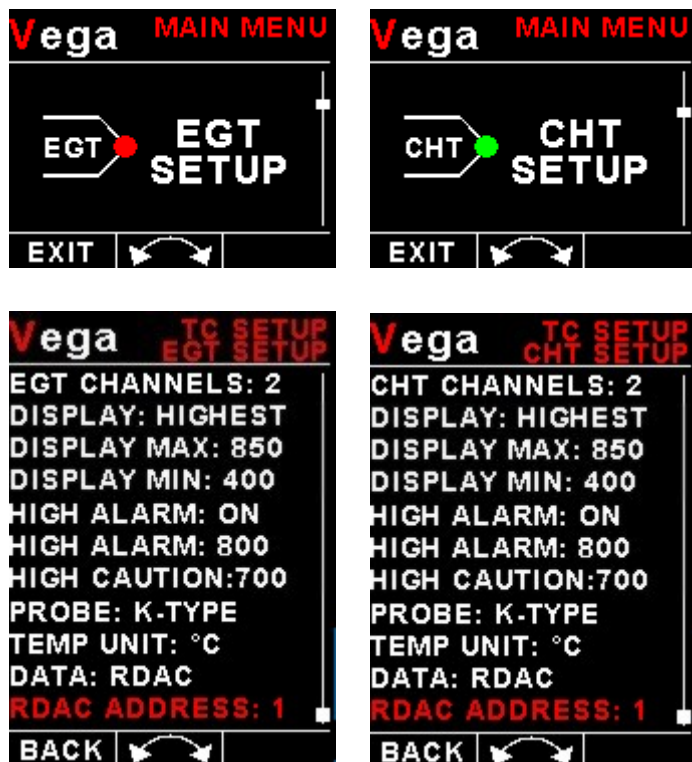 Vega MAIN MENU
EGT
EGT
SETUP
EXIT
Vega MAIN MENU
CHT
CHT
SETUP
EXIT
Vega TC SETUP
EGT SETUP
EGT CHANNELS: 2
DISPLAY: HIGHEST
DISPLAY MAX: 850
DISPLAY MIN: 400
HIGH ALARM: ON
HIGH ALARM: 800
HIGH CAUTION:700
PROBE: K-TYPE
TEMP UNIT: °C
DATA: RDAC
RDAC ADDRESS: 1
BACK
Vega TC SETUP
CHT SETUP
CHT CHANNELS: 2
DISPLAY: HIGHEST
DISPLAY MAX: 850
DISPLAY MIN: 400
HIGH ALARM: ON
HIGH ALARM: 800
HIGH CAUTION:700
PROBE: K-TYPE
TEMP UNIT: °C
DATA: RDAC
RDAC ADDRESS: 1
BACK